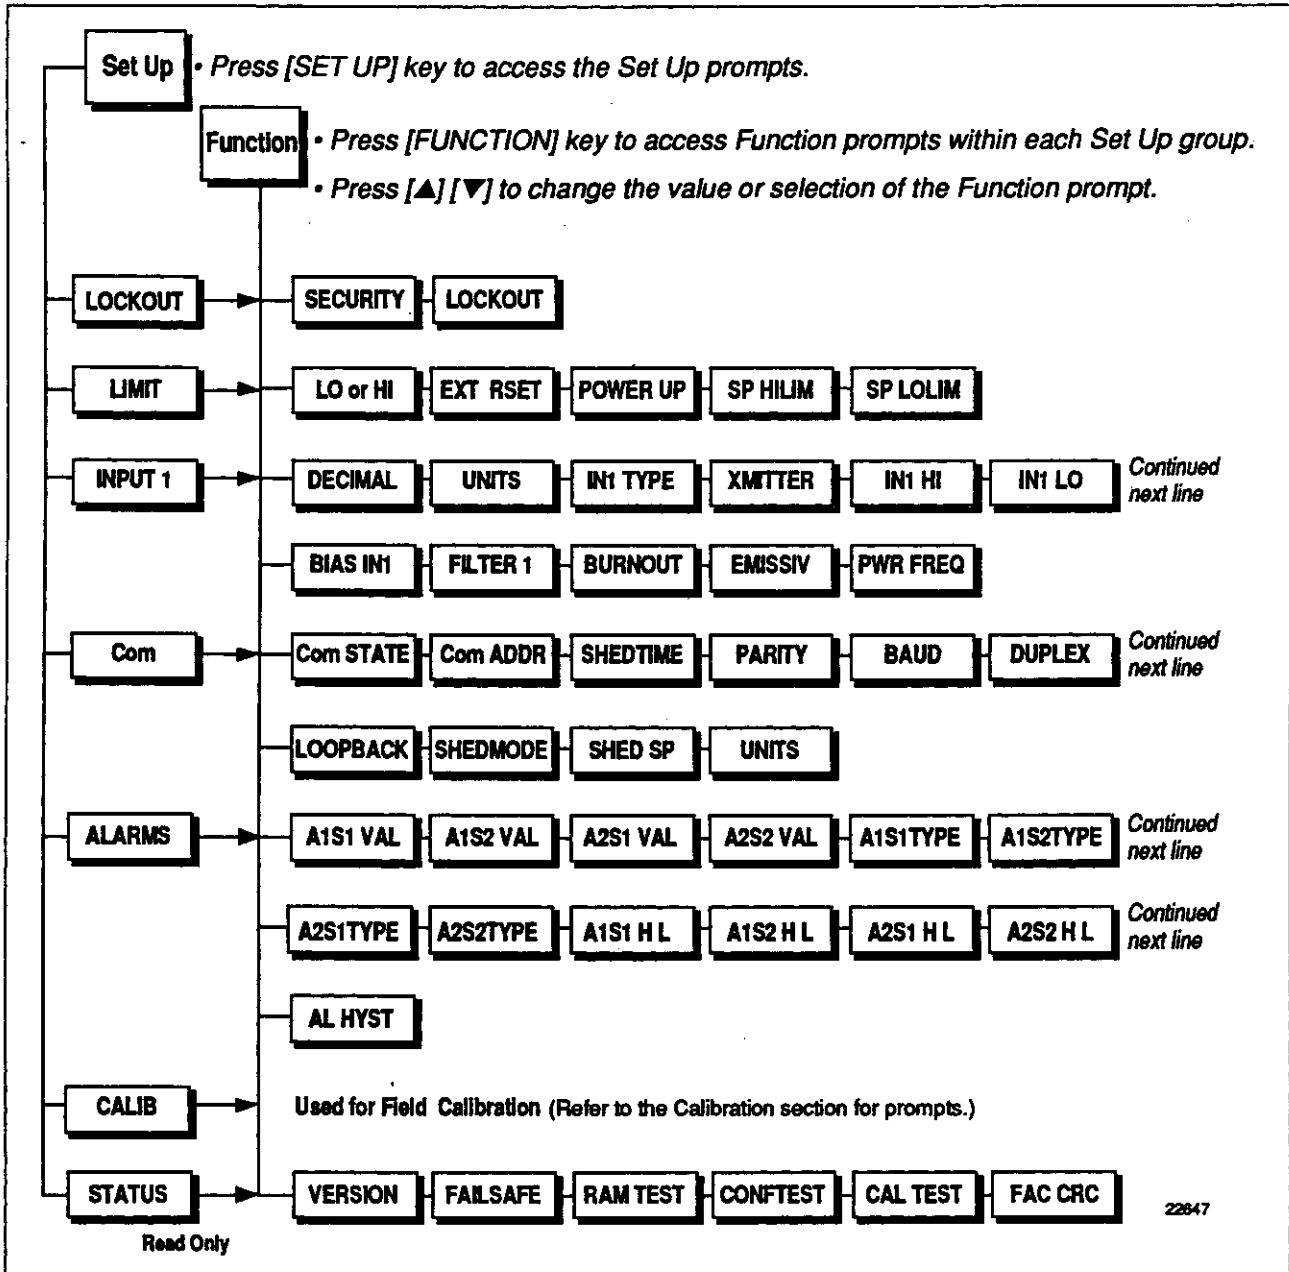 Set Up • Press [SET UP] key to access the Set Up prompts.
Function • Press [FUNCTION] key to access Function prompts within each Set Up group.
• Press [▲] [▼] to change the value or selection of the Function prompt.
LOCKOUT SECURITY LOCKOUT
LIMIT LO or HI EXT RSET POWER UP SP HILIM SP LOLIM
INPUT 1 DECIMAL UNITS IN1 TYPE XMITTER IN1 HI IN1 LO Continued
next line
BIAS IN1 FILTER 1 BURNOUT EMISSIV PWR FREQ
Com Com STATE Com ADDR SHEDTIME PARITY BAUD DUPLEX Continued
next line
LOOPBACK SHEDMODE SHED SP UNITS
ALARMS A1S1 VAL A1S2 VAL A2S1 VAL A2S2 VAL A1S1TYPE A1S2TYPE Continued
next line
A2S1TYPE A2S2TYPE A1S1 H L A1S2 H L A2S1 H L A2S2 H L Continued
next line
AL HYST
CALIB Used for Field Calibration (Refer to the Calibration section for prompts.)
STATUS VERSION FAILSAFE RAM TEST CONFTEST CAL TEST FAC CRC
22647
Read Only